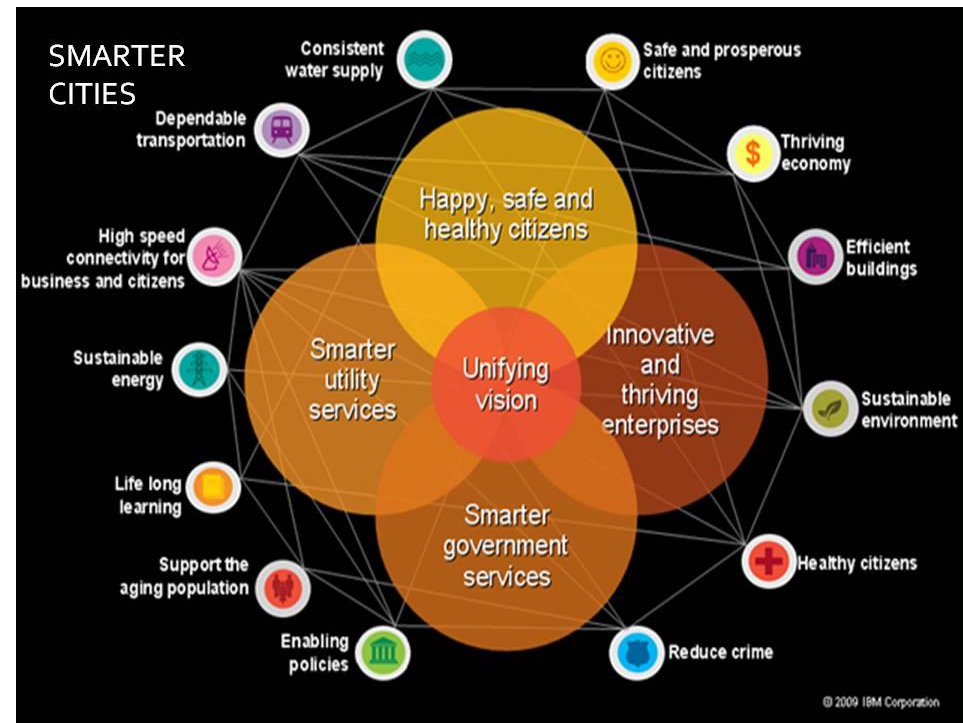 SMARTER
CITIES
Consistent
water supply
Safe and prosperous
citizens
Dependable
transportation
$
Thriving
economy
Happy, safe and
healthy citizens
High speed
connectivity for
business and citizens
Efficient
buildings
Smarter
utility
services
Unifying
vision
Innovative
and
thriving
enterprises
Sustainable
energy
Sustainable
environment
Life long
learning
Smarter
government
services
Support the
aging population
Healthy citizens
Enabling
policies
Reduce crime
© 2009 IBM Corporation